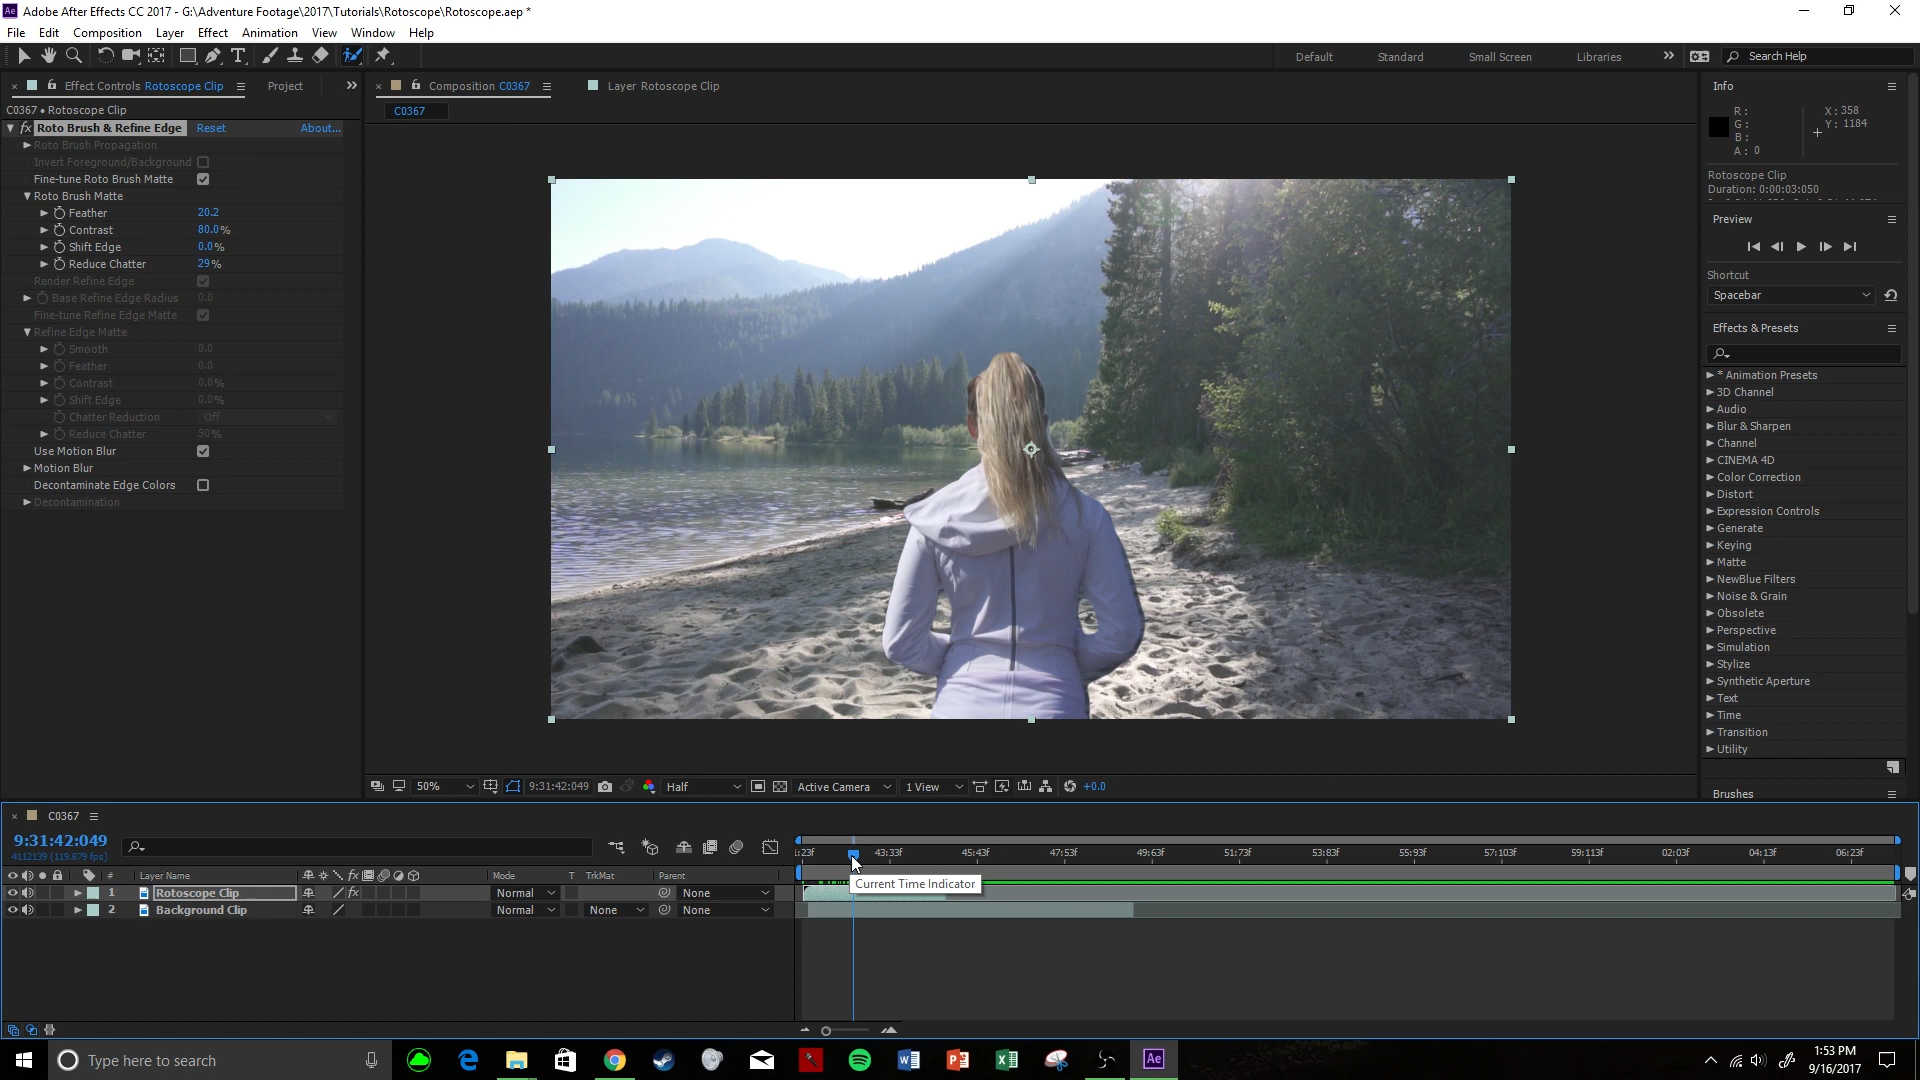 Adobe After Effects CC 2017 - G:\Adventure Footage\2017\Tutorials\Rotoscope\Rotoscope.aep *
File Edit Composition Layer Effect Animation View Window Help
Default Standard Small Screen Libraries Search Help
Effect Controls Rotoscope Clip Project
C0367 • Rotoscope Clip
fx Roto Brush & Refine Edge Reset About...
Roto Brush Propagation
Invert Foreground/Background
Fine-tune Roto Brush Matte
Roto Brush Matte
Feather 20.2
Contrast 80.0%
Shift Edge 0.0%
Reduce Chatter 29%
Render Refine Edge
Base Refine Edge Radius 0.0
Fine-tune Refine Edge Matte
Refine Edge Matte
Smooth 0.0
Feather 0.0
Contrast 0.0%
Shift Edge 0.0%
Chatter Reduction Off
Reduce Chatter 50%
Use Motion Blur
Motion Blur
Decontaminate Edge Colors
Decontamination
Composition C0367 Layer Rotoscope Clip
C0367
50% 9:31:42:049 Half Active Camera 1 View +0.0
Info
R: X: 358
G: Y: 1184
B:
A: 0
Rotoscope Clip
Duration: 0:00:03:050
Preview
Shortcut
Spacebar
Effects & Presets
* Animation Presets
3D Channel
Audio
Blur & Sharpen
Channel
CINEMA 4D
Color Correction
Distort
Expression Controls
Generate
Keying
Matte
NewBlue Filters
Noise & Grain
Obsolete
Perspective
Simulation
Stylize
Synthetic Aperture
Text
Time
Transition
Utility
Brushes
C0367
9:31:42:049
4112139 (119.879 fps)
1:23f 43:33f 45:43f 47:53f 49:63f 51:73f 53:83f 55:93f 57:103f 59:113f 02:03f 04:13f 06:23f
# Layer Name fx Mode T TrkMat Parent
1 Rotoscope Clip fx Normal None
2 Background Clip Normal None None
Current Time Indicator
Type here to search
Ae
1:53 PM
9/16/2017